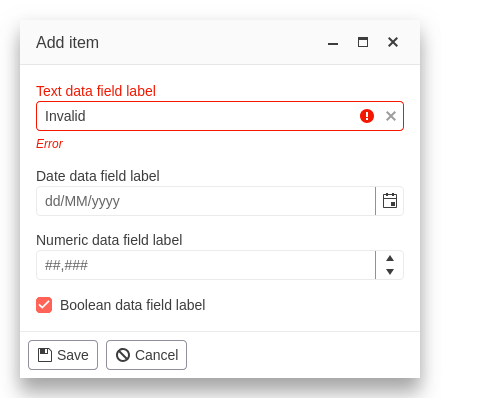 Add item
Text data field label
Invalid
Error
Date data field label
dd/MM/yyyy
Numeric data field label
##,###
Boolean data field label
Save Cancel